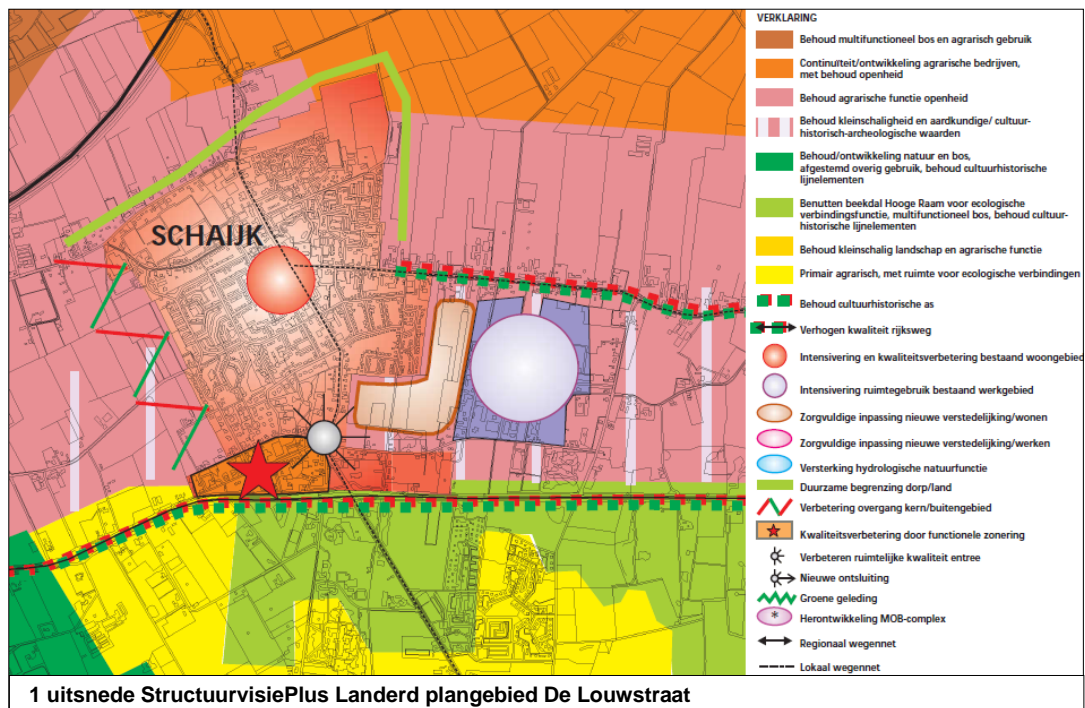 SCHAIJK
VERKLARING
Behoud multifunctioneel bos en agrarisch gebruik
Continuïteit/ontwikkeling agrarische bedrijven,
met behoud openheid
Behoud agrarische functie openheid
Behoud kleinschaligheid en aardkundige/ cultuur-
historisch-archeologische waarden
Behoud/ontwikkeling natuur en bos,
afgestemd overig gebruik, behoud cultuurhistorische
lijnelementen
Benutten beekdal Hooge Raam voor ecologische
verbindingsfunctie, multifunctioneel bos, behoud cultuur-
historische lijnelementen
Behoud kleinschalig landschap en agrarische functie
Primair agrarisch, met ruimte voor ecologische verbindingen
Behoud cultuurhistorische as
Verhogen kwaliteit rijksweg
Intensivering en kwaliteitsverbetering bestaand woongebied
Intensivering ruimtegebruik bestaand werkgebied
Zorgvuldige inpassing nieuwe verstedelijking/wonen
Zorgvuldige inpassing nieuwe verstedelijking/werken
Versterking hydrologische natuurfunctie
Duurzame begrenzing dorp/land
Verbetering overgang kern/buitengebied
Kwaliteitsverbetering door functionele zonering
Verbeteren ruimtelijke kwaliteit entree
Nieuwe ontsluiting
Groene geleding
Herontwikkeling MOB-complex
Regionaal wegennet
Lokaal wegennet
1 uitsnede StructuurvisiePlus Landerd plangebied De Louwstraat